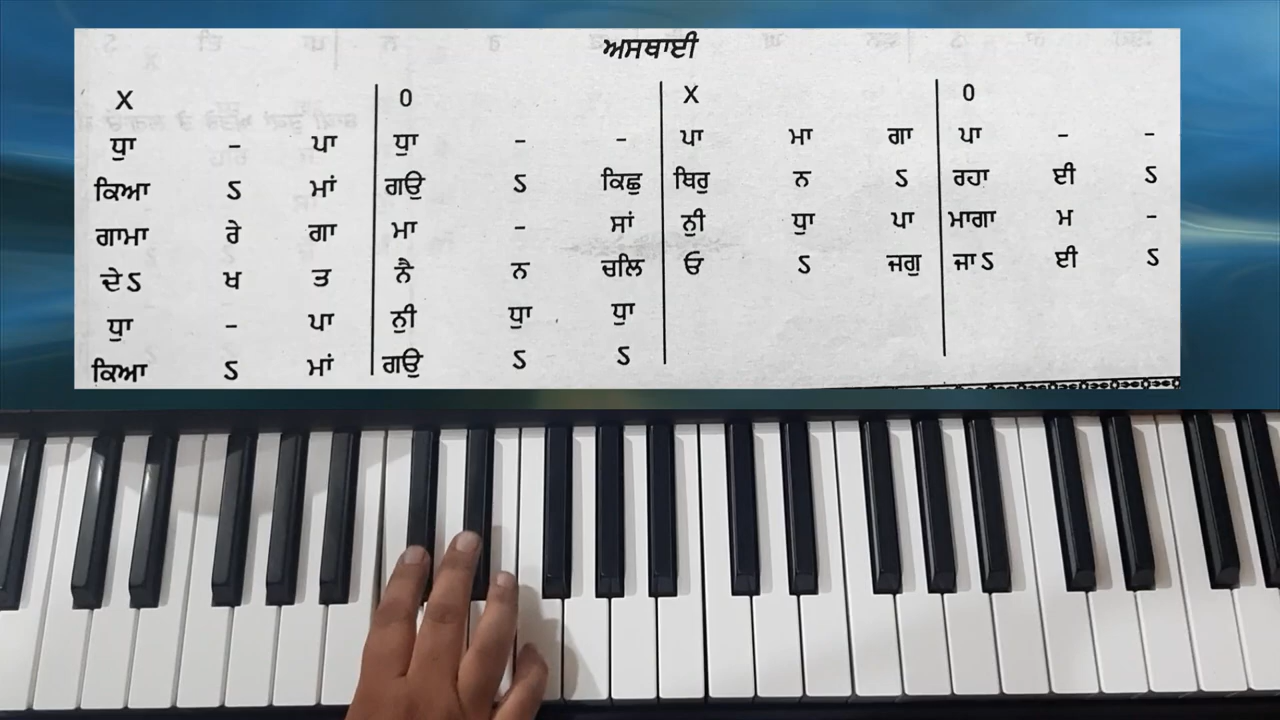 ਅਸਥਾਈ
X 0 X 0
ਧਾ - ਪਾ ਧਾ - - ਪਾ ਮਾ ਗਾ ਪਾ - -
ਕਿਆ ਽ ਮਾਂ ਗਉ ਽ ਕਿਛੁ ਥਿਰੁ ਨ ਽ ਰਹਾ ਈ ਽
ਗਾਮਾ ਰੇ ਗਾ ਮਾ - ਸਾਂ ਨੀ ਧਾ ਪਾ ਮਾਗਾ ਮ -
ਦੇ਽ ਖ ਤ ਨੈ ਨ ਚਲਿ ਓ ਽ ਜਗੁ ਜਾ਽ ਈ ਽
ਧਾ - ਪਾ ਨੀ ਧਾ ਧਾ
ਕਿਆ ਽ ਮਾਂ ਗਉ ਽ ਽